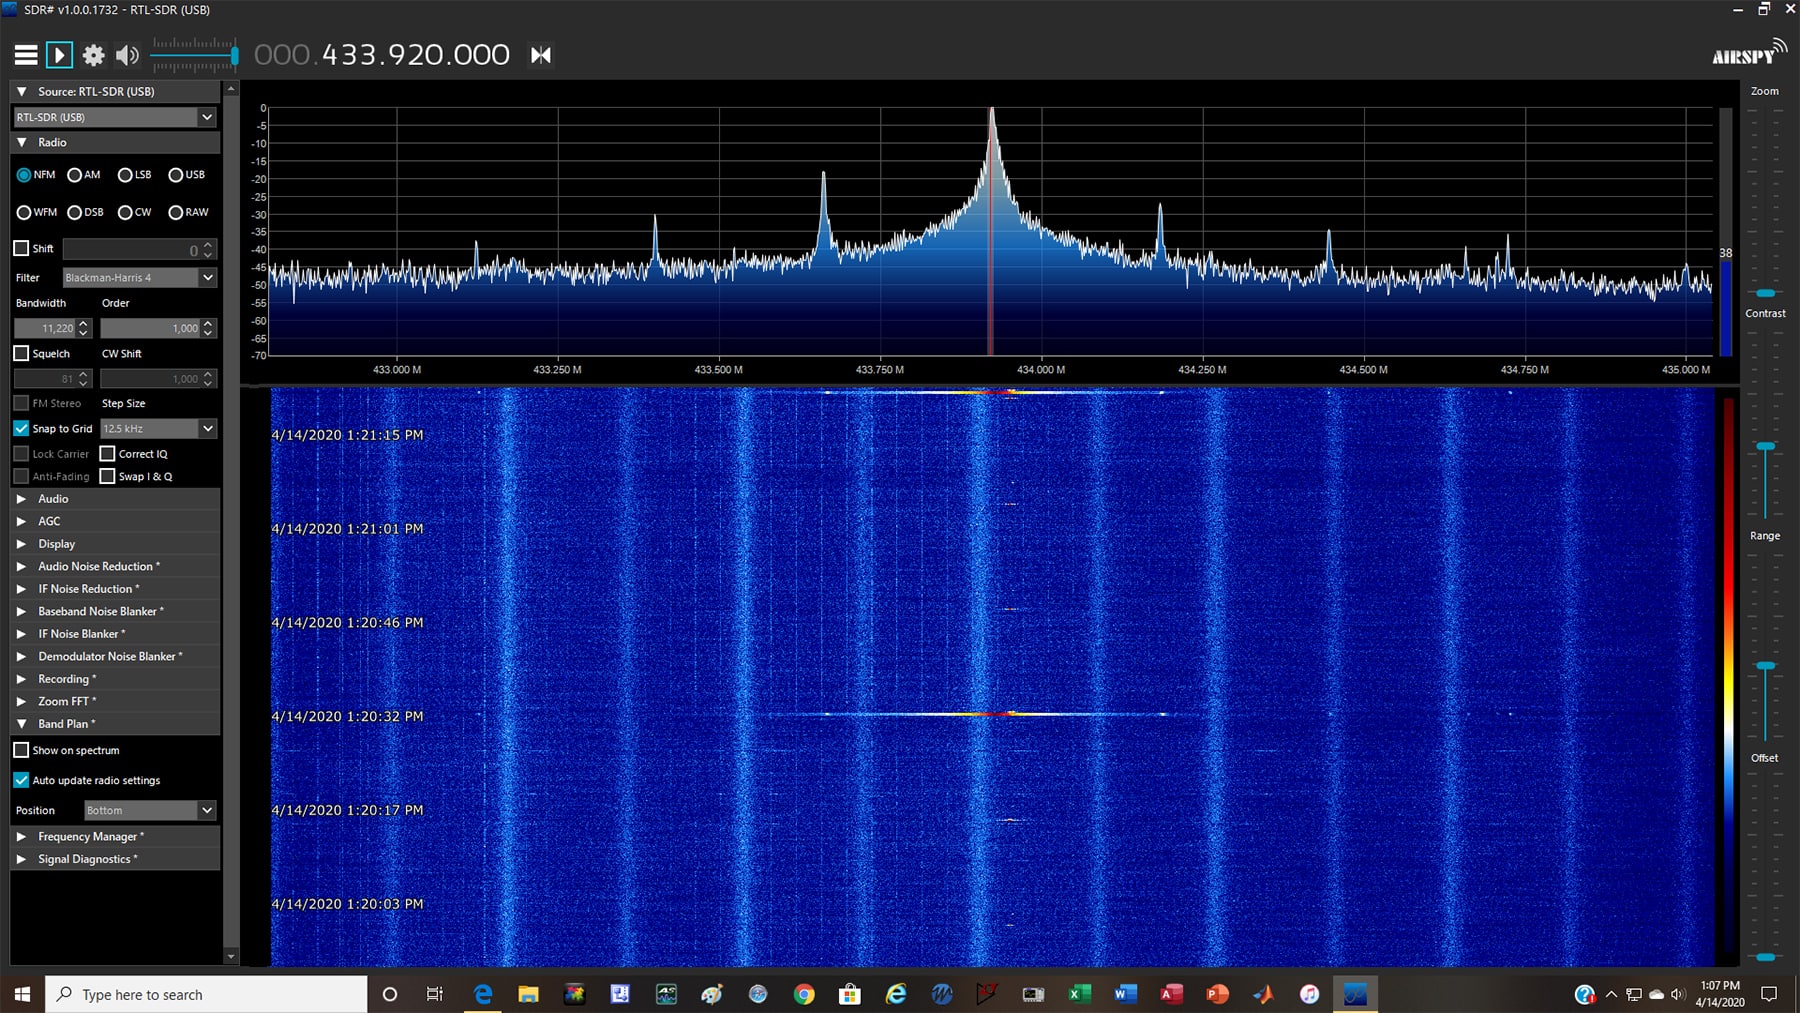 SDR# v1.0.0.1732 - RTL-SDR (USB)
000.433.920.000
AIRSPY
Source: RTL-SDR (USB)
RTL-SDR (USB)
Radio
NFM AM LSB USB
WFM DSB CW RAW
Shift 0
Filter Blackman-Harris 4
Bandwidth Order
11,220 1,000
Squelch CW Shift
81 1,000
FM Stereo Step Size
Snap to Grid 12.5 kHz
Lock Carrier Correct IQ
Anti-Fading Swap I & Q
Audio
AGC
Display
Audio Noise Reduction *
IF Noise Reduction *
Baseband Noise Blanker *
IF Noise Blanker *
Demodulator Noise Blanker *
Recording *
Zoom FFT *
Band Plan *
Show on spectrum
Auto update radio settings
Position Bottom
Frequency Manager *
Signal Diagnostics *
0
-5
-10
-15
-20
-25
-30
-35
-40
-45
-50
-55
-60
-65
-70
433.000 M 433.250 M 433.500 M 433.750 M 434.000 M 434.250 M 434.500 M 434.750 M 435.000 M
38
4/14/2020 1:21:15 PM
4/14/2020 1:21:01 PM
4/14/2020 1:20:46 PM
4/14/2020 1:20:32 PM
4/14/2020 1:20:17 PM
4/14/2020 1:20:03 PM
Zoom
Contrast
Range
Offset
Type here to search
1:07 PM
4/14/2020